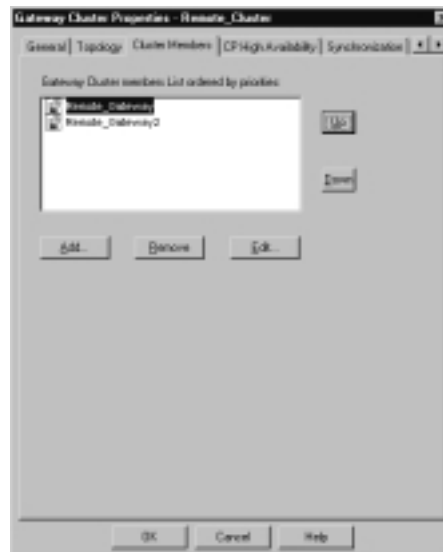 Gateway Cluster Properties - Remote_Cluster
General Topology Cluster Members CP High Availability Synchronization
Gateway Cluster members List ordered by priorities
Remote_Gateway
Remote_Gateway2
Up
Down
Add... Remove Edit...
OK Cancel Help